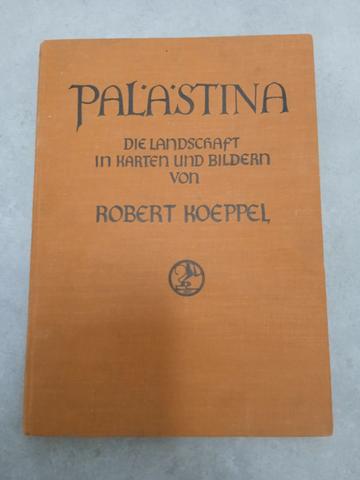 PALÄSTINA
DIE LANDSCHAFT
IN KARTEN UND BILDERN
VON
ROBERT KOEPPEL